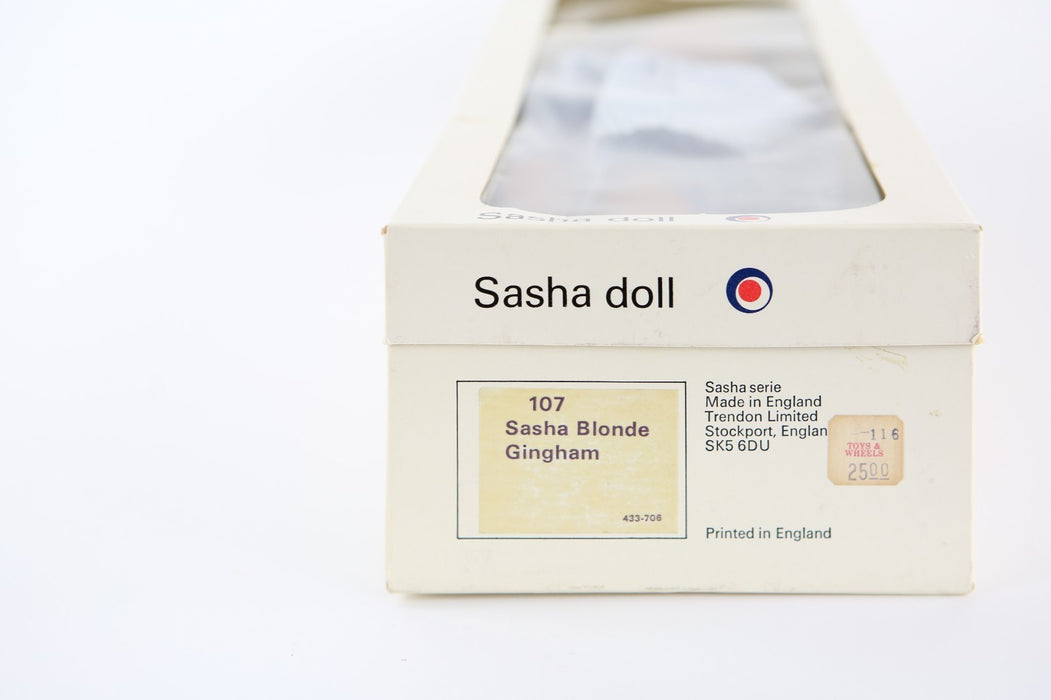 Sasha doll
Sasha doll
107
Sasha Blonde
Gingham
433-706
Sasha serie
Made in England
Trendon Limited
Stockport, Englan
SK5 6DU
116
TOYS &
WHEELS
2500
Printed in England